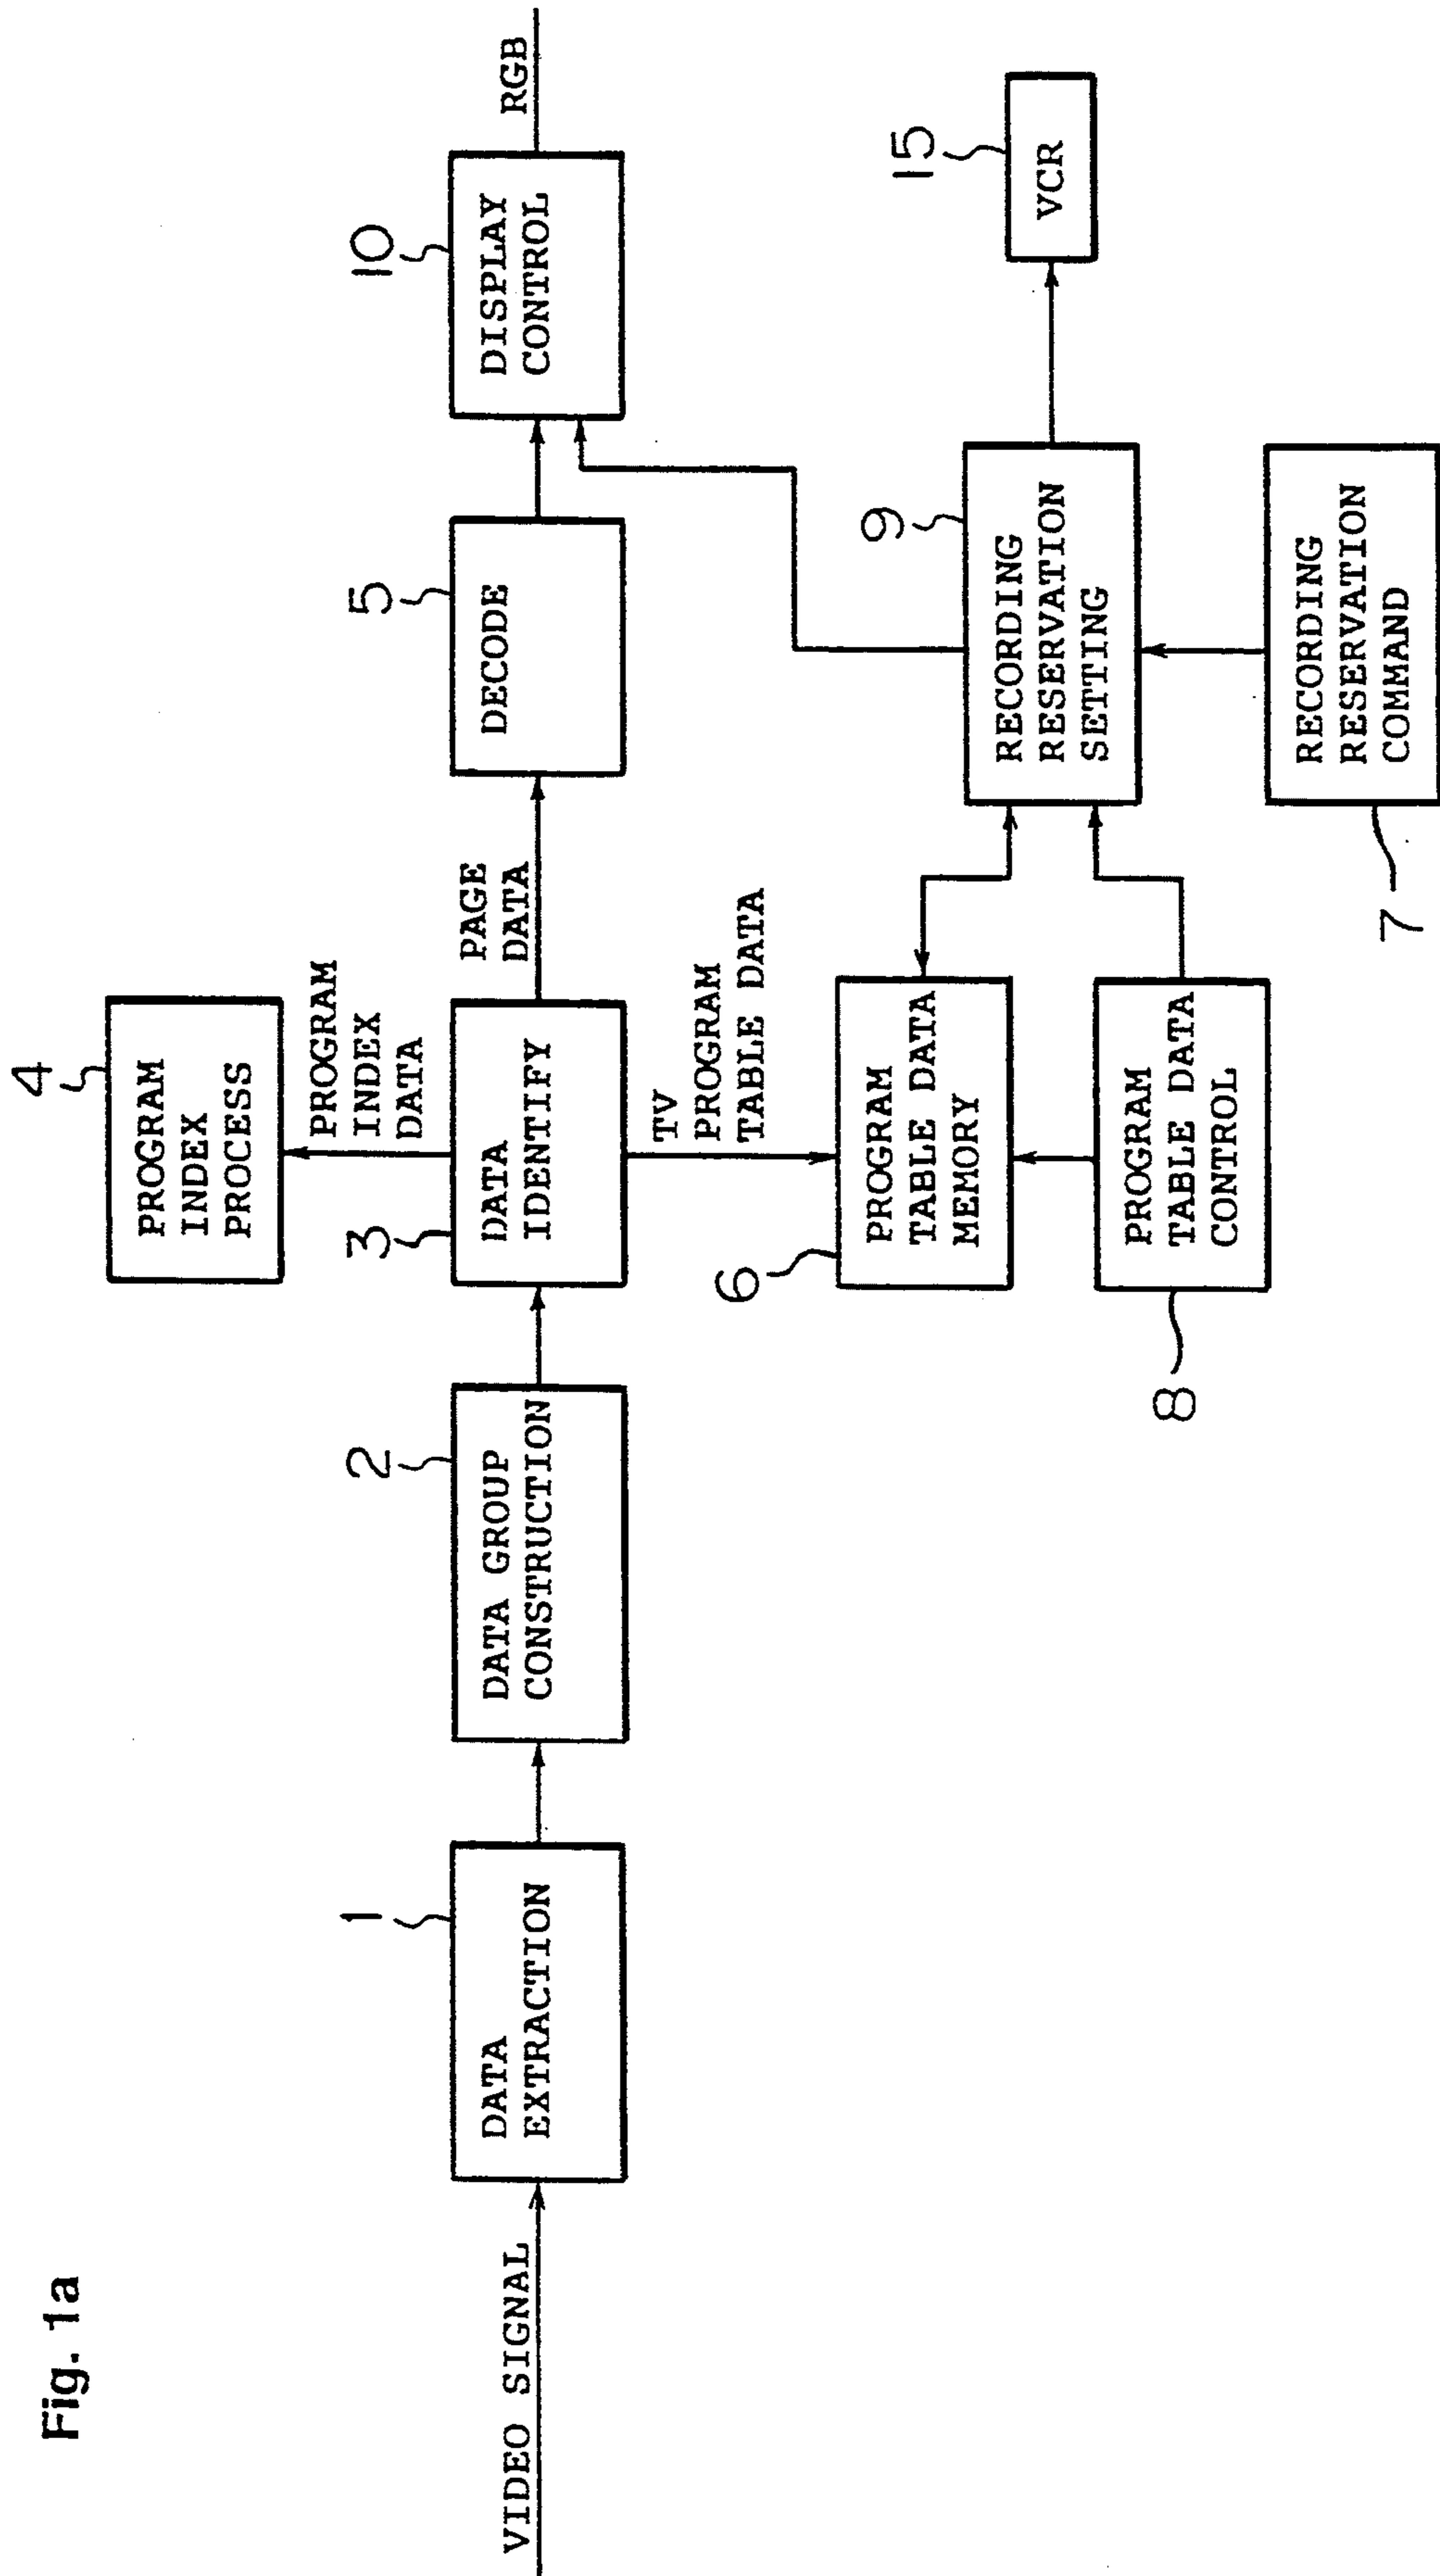 Fig. 1a
VIDEO SIGNAL
1
DATA
EXTRACTION
2
DATA GROUP
CONSTRUCTION
3
DATA
IDENTIFY
4
PROGRAM
INDEX
PROCESS
PROGRAM
INDEX
DATA
PAGE
DATA
5
DECODE
10
DISPLAY
CONTROL
RGB
TV
PROGRAM
TABLE DATA
6
PROGRAM
TABLE DATA
MEMORY
8
PROGRAM
TABLE DATA
CONTROL
9
RECORDING
RESERVATION
SETTING
7
RECORDING
RESERVATION
COMMAND
15
VCR